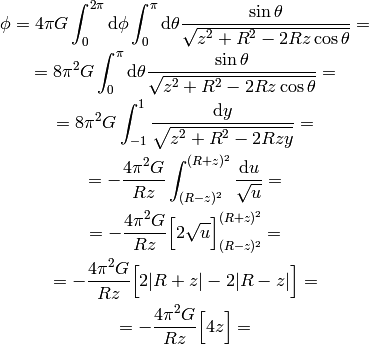 \phi = 4\pi G \int_0^{2\pi} \mathrm{d}\phi \int_0^{\pi} \mathrm{d}\theta \frac{\sin\theta}{\sqrt{z^2 + R^2 - 2Rz\cos\theta}} =
= 8\pi^2 G \int_0^{\pi} \mathrm{d}\theta \frac{\sin\theta}{\sqrt{z^2 + R^2 - 2Rz\cos\theta}} =
= 8\pi^2 G \int_{-1}^{1} \frac{\mathrm{d}y}{\sqrt{z^2 + R^2 - 2Rzy}} =
= -\frac{4\pi^2 G}{Rz} \int_{(R-z)^2}^{(R+z)^2} \frac{\mathrm{d}u}{\sqrt{u}} =
= -\frac{4\pi^2 G}{Rz} \Big[ 2\sqrt{u} \Big]_{(R-z)^2}^{(R+z)^2} =
= -\frac{4\pi^2 G}{Rz} \Big[ 2|R+z| - 2|R-z| \Big] =
= -\frac{4\pi^2 G}{Rz} \Big[ 4z \Big] =